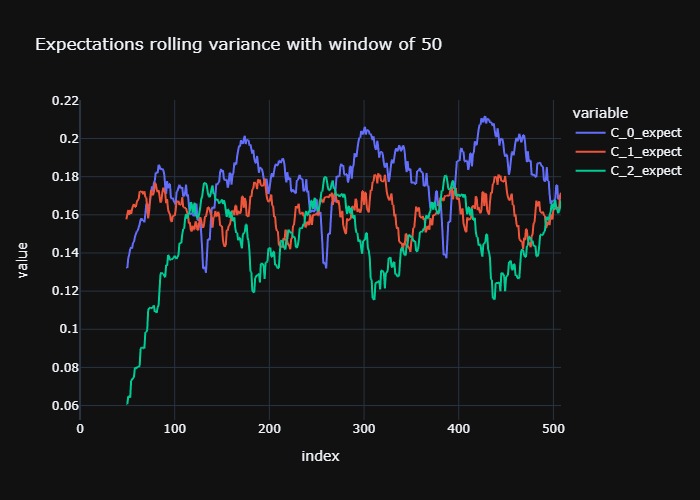 Expectations rolling variance with window of 50
variable
C_0_expect
C_1_expect
C_2_expect
value
0.22
0.2
0.18
0.16
0.14
0.12
0.1
0.08
0.06
0
100
200
300
400
500
index